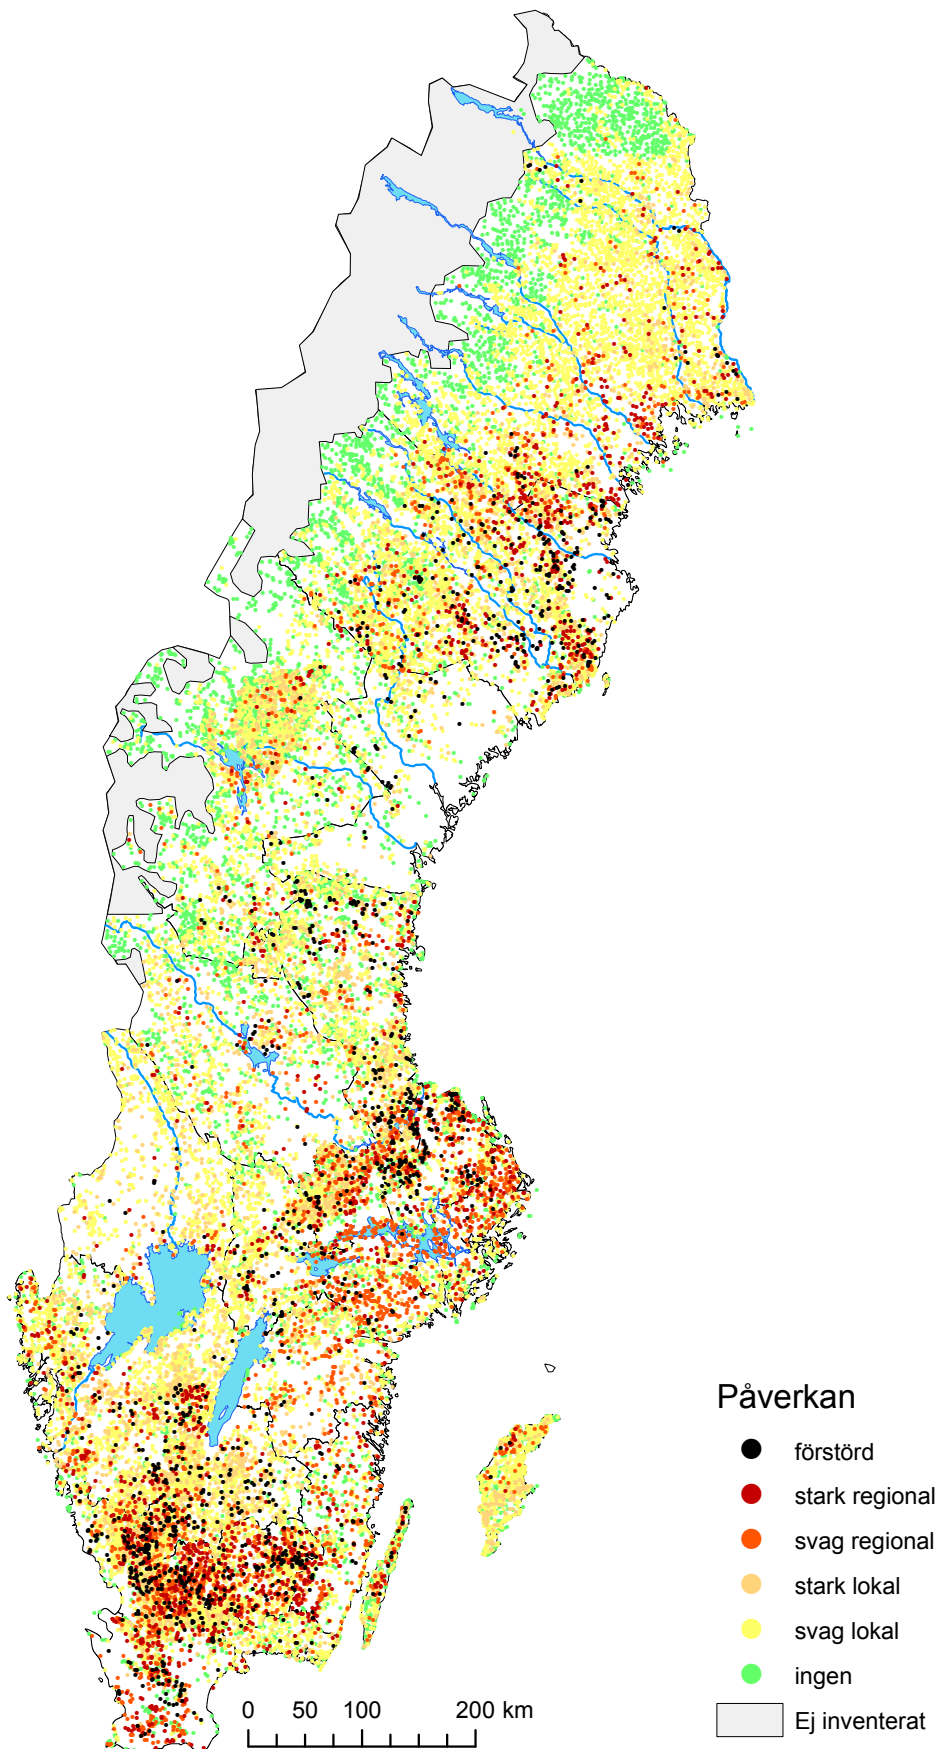 Påverkan
förstörd
stark regional
svag regional
stark lokal
svag lokal
ingen
Ej inventerat
0 50 100 200 km